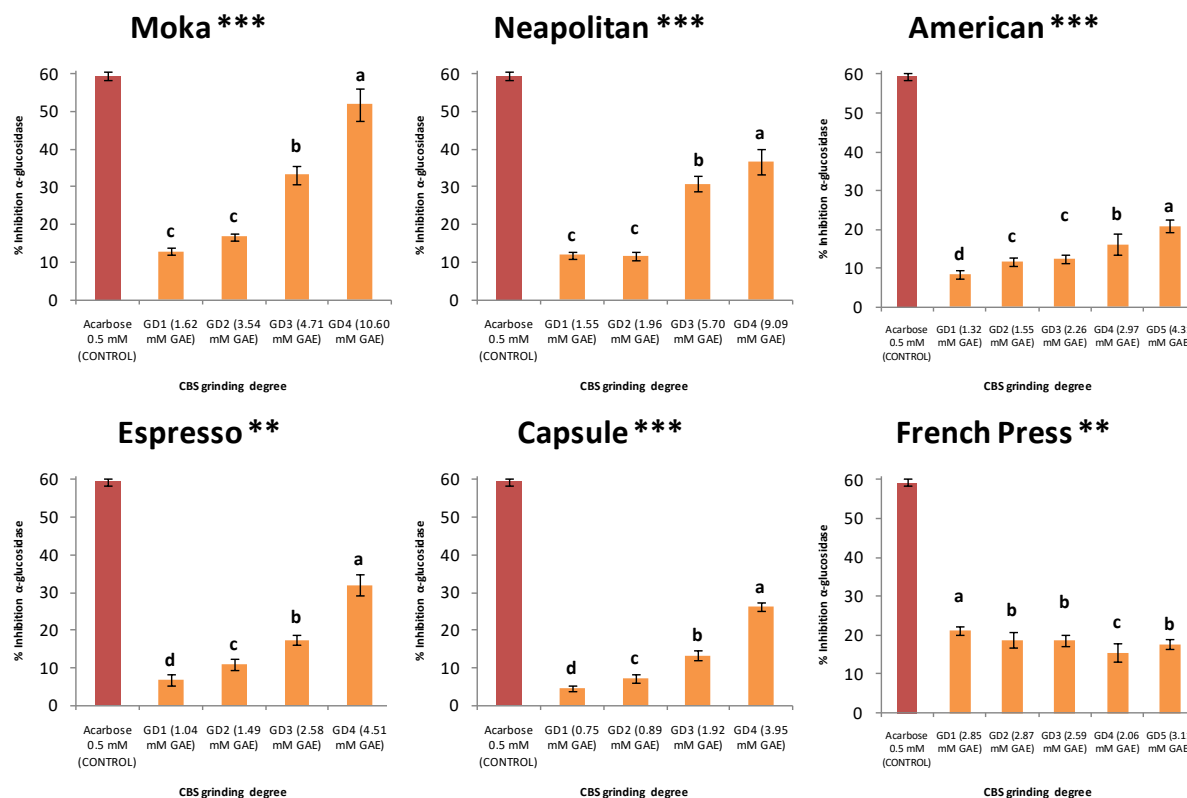 Moka ***
% Inhibition α-glucosidase
60
50
40
30
20
10
0
c
c
b
a
Acarbose 0.5 mM (CONTROL)
GD1 (1.62 mM GAE)
GD2 (3.54 mM GAE)
GD3 (4.71 mM GAE)
GD4 (10.60 mM GAE)
CBS grinding degree
Neapolitan ***
% Inhibition α-glucosidase
60
50
40
30
20
10
0
c
c
b
a
Acarbose 0.5 mM (CONTROL)
GD1 (1.55 mM GAE)
GD2 (1.96 mM GAE)
GD3 (5.70 mM GAE)
GD4 (9.09 mM GAE)
CBS grinding degree
American ***
% Inhibition α-glucosidase
60
50
40
30
20
10
0
d
c
c
b
a
Acarbose 0.5 mM (CONTROL)
GD1 (1.32 mM GAE)
GD2 (1.55 mM GAE)
GD3 (2.26 mM GAE)
GD4 (2.97 mM GAE)
GD5 mM GAE
CBS grinding degree
Espresso **
% Inhibition α-glucosidase
60
50
40
30
20
10
0
d
c
b
a
Acarbose 0.5 mM (CONTROL)
GD1 (1.04 mM GAE)
GD2 (1.49 mM GAE)
GD3 (2.58 mM GAE)
GD4 (4.51 mM GAE)
CBS grinding degree
Capsule ***
% Inhibition α-glucosidase
60
50
40
30
20
10
0
d
c
b
a
Acarbose 0.5 mM (CONTROL)
GD1 (0.75 mM GAE)
GD2 (0.89 mM GAE)
GD3 (1.92 mM GAE)
GD4 (3.95 mM GAE)
CBS grinding degree
French Press **
% Inhibition α-glucosidase
60
50
40
30
20
10
0
a
b
b
c
b
Acarbose 0.5 mM (CONTROL)
GD1 (2.85 mM GAE)
GD2 (2.87 mM GAE)
GD3 (2.59 mM GAE)
GD4 (2.06 mM GAE)
GD5 mM GAE
CBS grinding degree